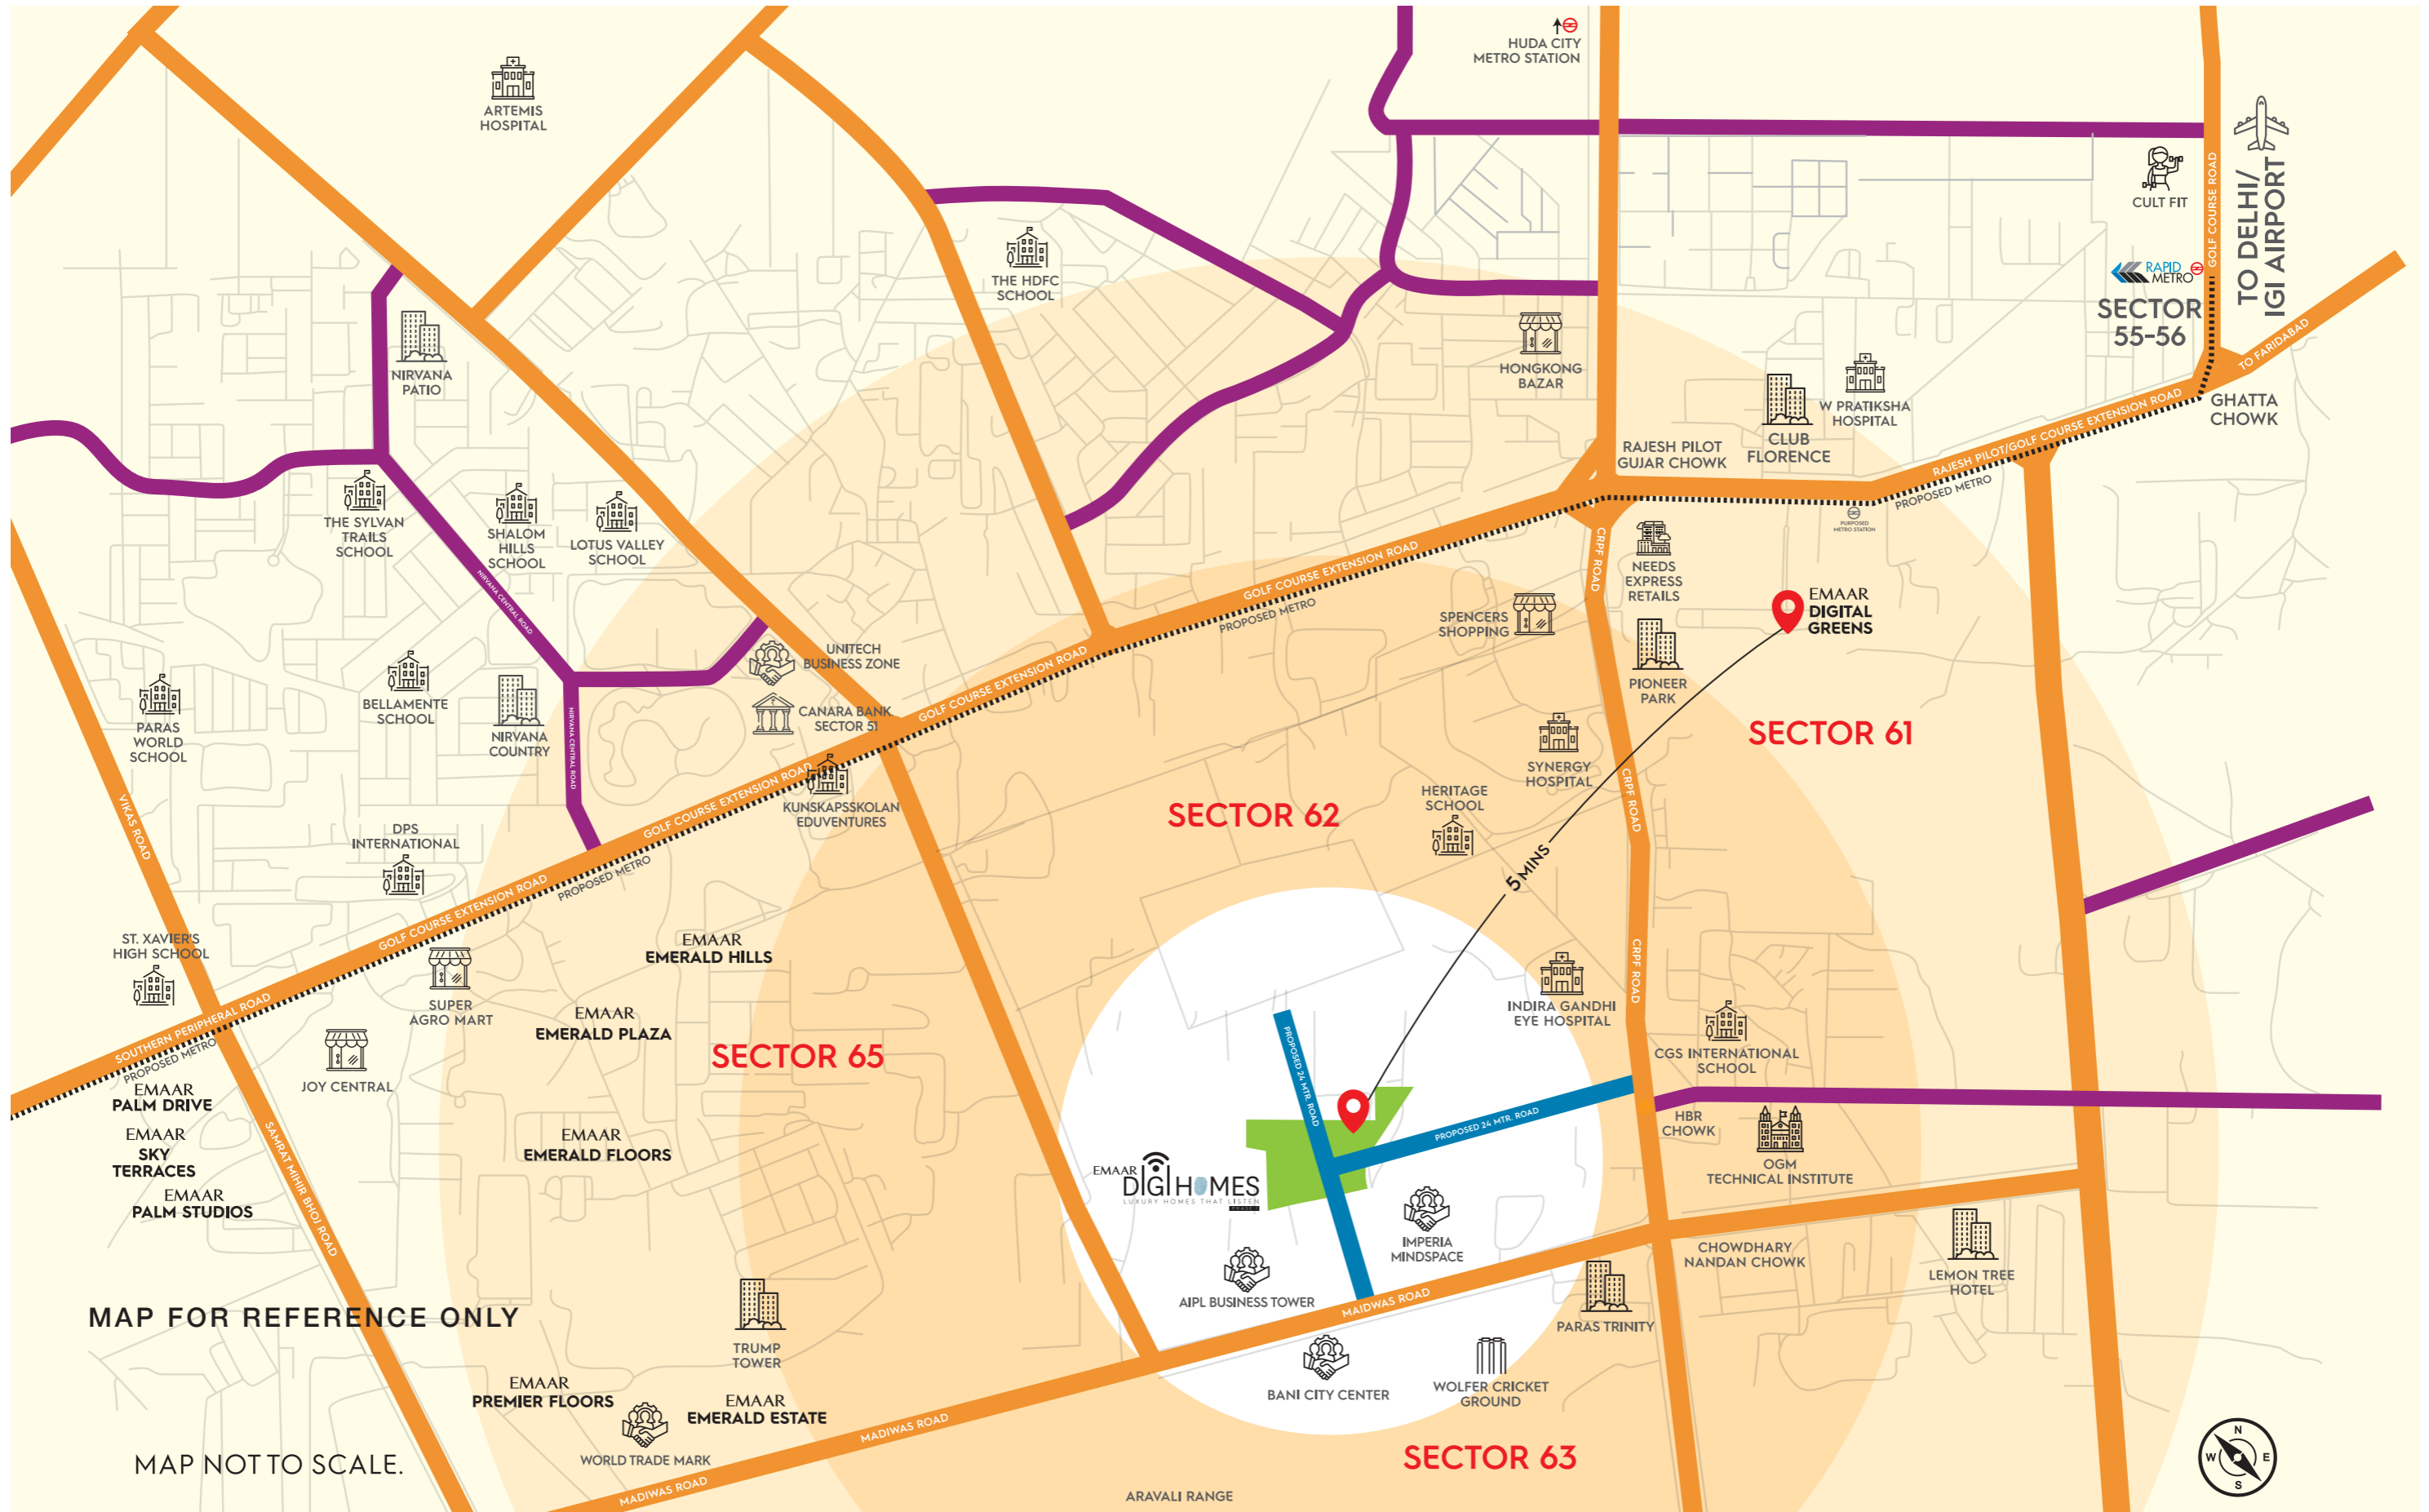 HUDA CITY
METRO STATION
ARTEMIS
HOSPITAL
CULT FIT
GOLF COURSE ROAD
TO DELHI/
IGI AIRPORT
RAPID
METRO
SECTOR
55-56
THE HDFC
SCHOOL
TO FARIDABAD
NIRVANA
PATIO
HONGKONG
BAZAR
W PRATIKSHA
HOSPITAL
CLUB
FLORENCE
GHATTA
CHOWK
RAJESH PILOT
GUJAR CHOWK
RAJESH PILOT/GOLF COURSE EXTENSION ROAD
PROPOSED METRO
PURPOSED
METRO STATION
THE SYLVAN
TRAILS
SCHOOL
SHALOM
HILLS
SCHOOL
LOTUS VALLEY
SCHOOL
NIRVANA CENTRAL ROAD
GOLF COURSE EXTENSION ROAD
PROPOSED METRO
CRPF ROAD
NEEDS
EXPRESS
RETAILS
EMAAR
DIGITAL
GREENS
SPENCERS
SHOPPING
PIONEER
PARK
UNITECH
BUSINESS ZONE
CANARA BANK
SECTOR 51
GOLF COURSE EXTENSION ROAD
SECTOR 61
BELLAMENTE
SCHOOL
NIRVANA
COUNTRY
NIRVANA CENTRAL ROAD
PARAS
WORLD
SCHOOL
SYNERGY
HOSPITAL
HERITAGE
SCHOOL
CRPF ROAD
SECTOR 62
KUNSKAPSSKOLAN
EDUVENTURES
GOLF COURSE EXTENSION ROAD
PROPOSED METRO
VIKAS ROAD
DPS
INTERNATIONAL
GOLF COURSE EXTENSION ROAD
5 MINS
ST. XAVIER'S
HIGH SCHOOL
EMAAR
EMERALD HILLS
CRPF ROAD
SUPER
AGRO MART
EMAAR
EMERALD PLAZA
INDIRA GANDHI
EYE HOSPITAL
SOUTHERN PERIPHERAL ROAD
PROPOSED METRO
SECTOR 65
CGS INTERNATIONAL
SCHOOL
JOY CENTRAL
PROPOSED 24 MTR. ROAD
PROPOSED 24 MTR. ROAD
EMAAR
PALM DRIVE
EMAAR
SKY
TERRACES
EMAAR
PALM STUDIOS
SAMRAT MIHIR BHOJ ROAD
EMAAR
EMERALD FLOORS
HBR
CHOWK
OGM
TECHNICAL INSTITUTE
EMAAR
DIGIHOMES
LUXURY HOMES THAT LISTEN
IMPERIA
MINDSPACE
CHOWDHARY
NANDAN CHOWK
LEMON TREE
HOTEL
AIPL BUSINESS TOWER
MAIDWAS ROAD
PARAS TRINITY
MAP FOR REFERENCE ONLY
TRUMP
TOWER
EMAAR
PREMIER FLOORS
EMAAR
EMERALD ESTATE
BANI CITY CENTER
WOLFER CRICKET
GROUND
MADIWAS ROAD
WORLD TRADE MARK
MADIWAS ROAD
SECTOR 63
MAP NOT TO SCALE.
ARAVALI RANGE
N
W E
S